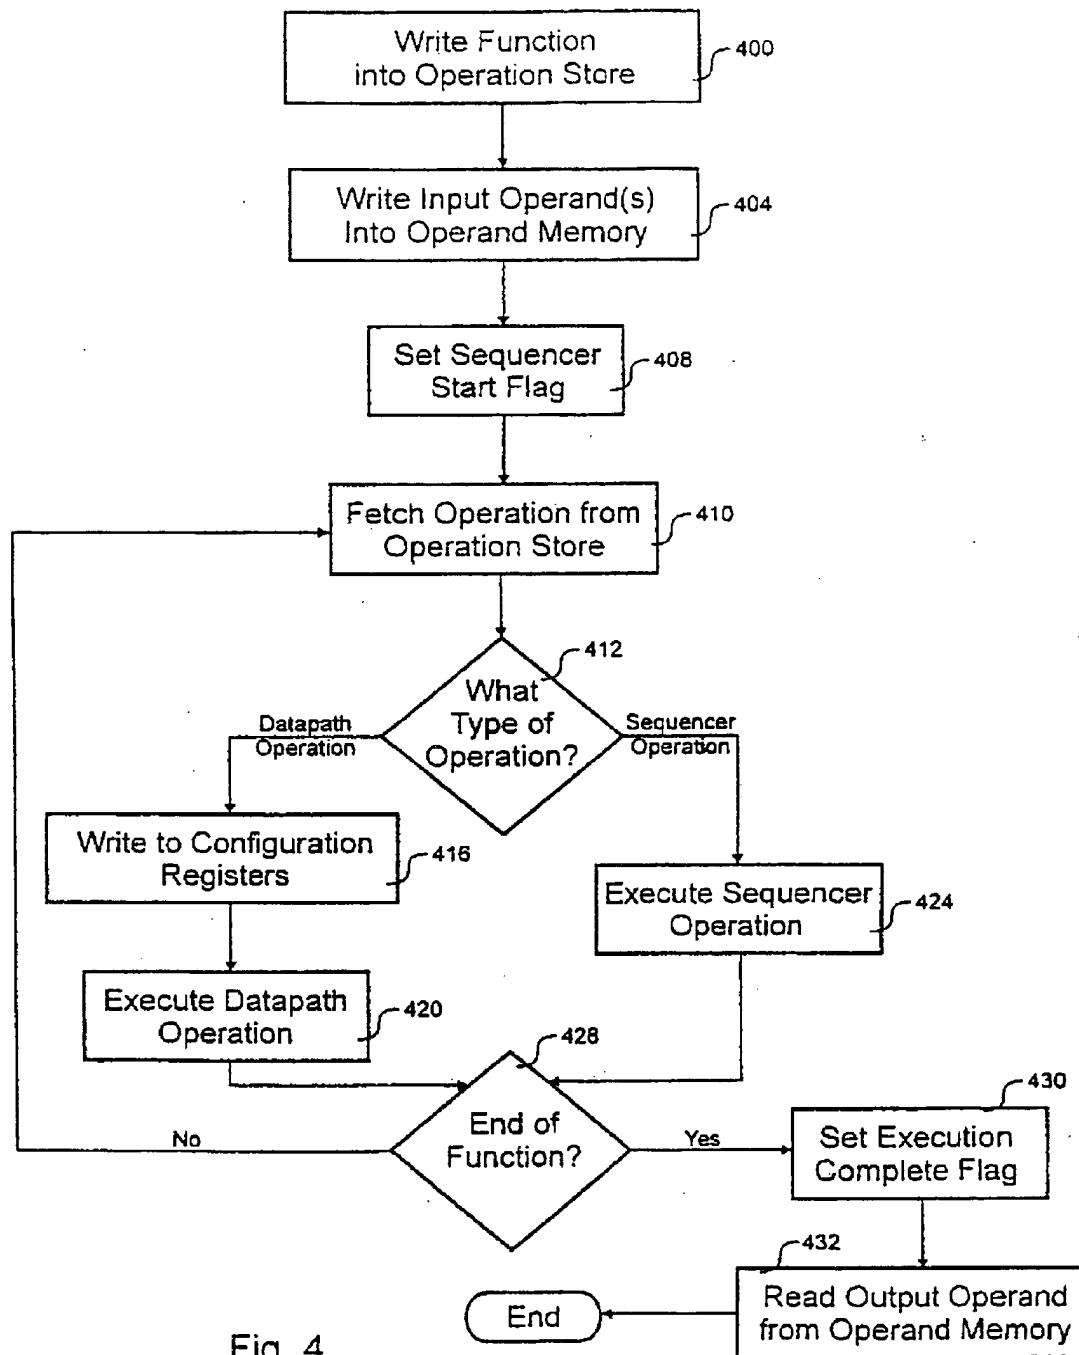 Write Function
into Operation Store
400
Write Input Operand(s)
Into Operand Memory
404
Set Sequencer
Start Flag
408
Fetch Operation from
Operation Store
410
412
What
Type of
Operation?
Datapath
Operation
Sequencer
Operation
Write to Configuration
Registers
416
Execute Sequencer
Operation
424
Execute Datapath
Operation
420
428
End of
Function?
No
Yes
430
Set Execution
Complete Flag
432
Read Output Operand
from Operand Memory
End
Fig. 4